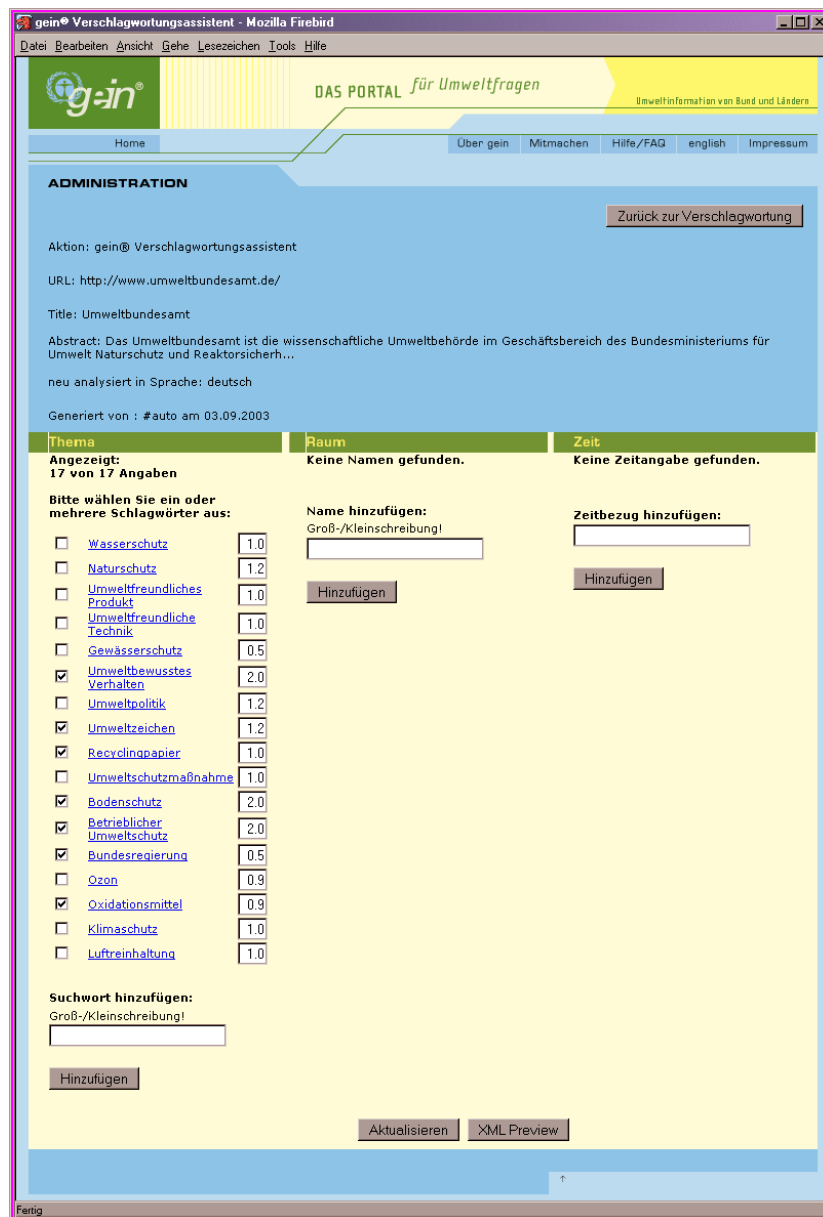 gein® Verschlagwortungsassistent - Mozilla Firebird
Datei Bearbeiten Ansicht Gehe Lesezeichen Tools Hilfe
gein®
DAS PORTAL für Umweltfragen
Umweltinformation von Bund und Ländern
Home Über gein Mitmachen Hilfe/FAQ english Impressum
ADMINISTRATION
Zurück zur Verschlagwortung
Aktion: gein® Verschlagwortungsassistent
URL: http://www.umweltbundesamt.de/
Title: Umweltbundesamt
Abstract: Das Umweltbundesamt ist die wissenschaftliche Umweltbehörde im Geschäftsbereich des Bundesministeriums für
Umwelt Naturschutz und Reaktorsicherh...
neu analysiert in Sprache: deutsch
Generiert von : #auto am 03.09.2003
Thema
Angezeigt:
17 von 17 Angaben
Bitte wählen Sie ein oder
mehrere Schlagwörter aus:
Wasserschutz 1.0
Naturschutz 1.2
Umweltfreundliches
Produkt 1.0
Umweltfreundliche
Technik 1.0
Gewässerschutz 0.5
Umweltbewusstes
Verhalten 2.0
Umweltpolitik 1.2
Umweltzeichen 1.2
Recyclingpapier 1.0
Umweltschutzmaßnahme 1.0
Bodenschutz 2.0
Betrieblicher
Umweltschutz 2.0
Bundesregierung 0.5
Ozon 0.9
Oxidationsmittel 0.9
Klimaschutz 1.0
Luftreinhaltung 1.0
Suchwort hinzufügen:
Groß-/Kleinschreibung!
Hinzufügen
Raum
Keine Namen gefunden.
Name hinzufügen:
Groß-/Kleinschreibung!
Hinzufügen
Zeit
Keine Zeitangabe gefunden.
Zeitbezug hinzufügen:
Hinzufügen
Aktualisieren XML Preview
↑
Fertig